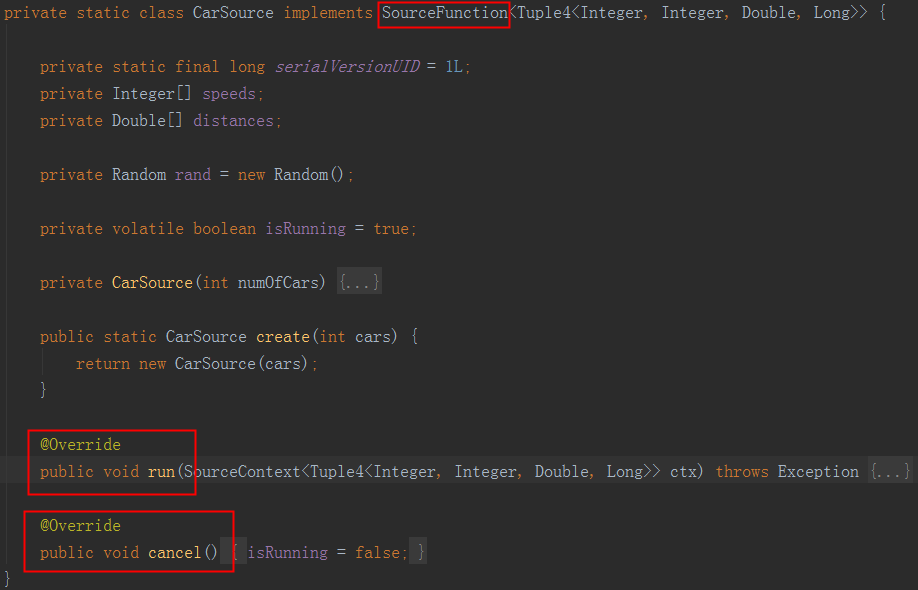 private static class CarSource implements SourceFunction<Tuple4<Integer, Integer, Double, Long>> {
private static final long serialVersionUID = 1L;
private Integer[] speeds;
private Double[] distances;
private Random rand = new Random();
private volatile boolean isRunning = true;
private CarSource(int numOfCars) {...}
public static CarSource create(int cars) {
return new CarSource(cars);
}
@Override
public void run(SourceContext<Tuple4<Integer, Integer, Double, Long>> ctx) throws Exception {...}
@Override
public void cancel() { isRunning = false; }
}